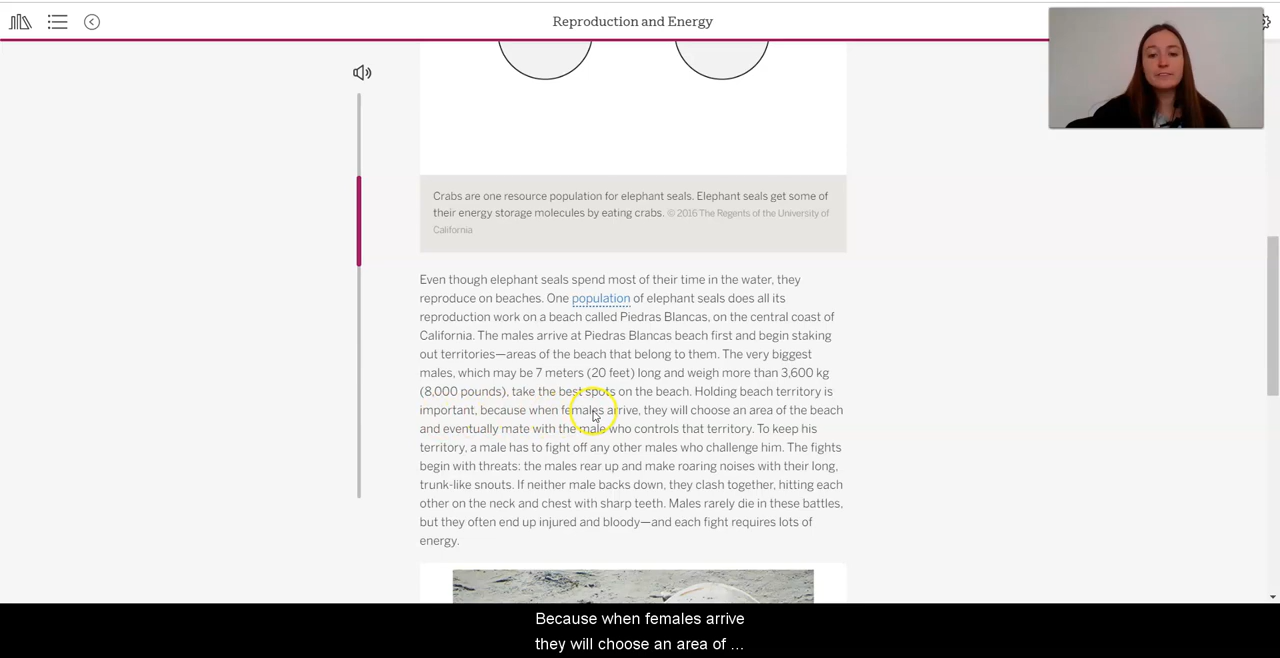 Reproduction and Energy
Crabs are one resource population for elephant seals. Elephant seals get some of
their energy storage molecules by eating crabs. © 2016 The Regents of the University of
California
Even though elephant seals spend most of their time in the water, they
reproduce on beaches. One population of elephant seals does all its
reproduction work on a beach called Piedras Blancas, on the central coast of
California. The males arrive at Piedras Blancas beach first and begin staking
out territories—areas of the beach that belong to them. The very biggest
males, which may be 7 meters (20 feet) long and weigh more than 3,600 kg
(8,000 pounds), take the best spots on the beach. Holding beach territory is
important, because when females arrive, they will choose an area of the beach
and eventually mate with the male who controls that territory. To keep his
territory, a male has to fight off any other males who challenge him. The fights
begin with threats: the males rear up and make roaring noises with their long,
trunk-like snouts. If neither male backs down, they clash together, hitting each
other on the neck and chest with sharp teeth. Males rarely die in these battles,
but they often end up injured and bloody—and each fight requires lots of
energy.
Because when females arrive
they will choose an area of ...